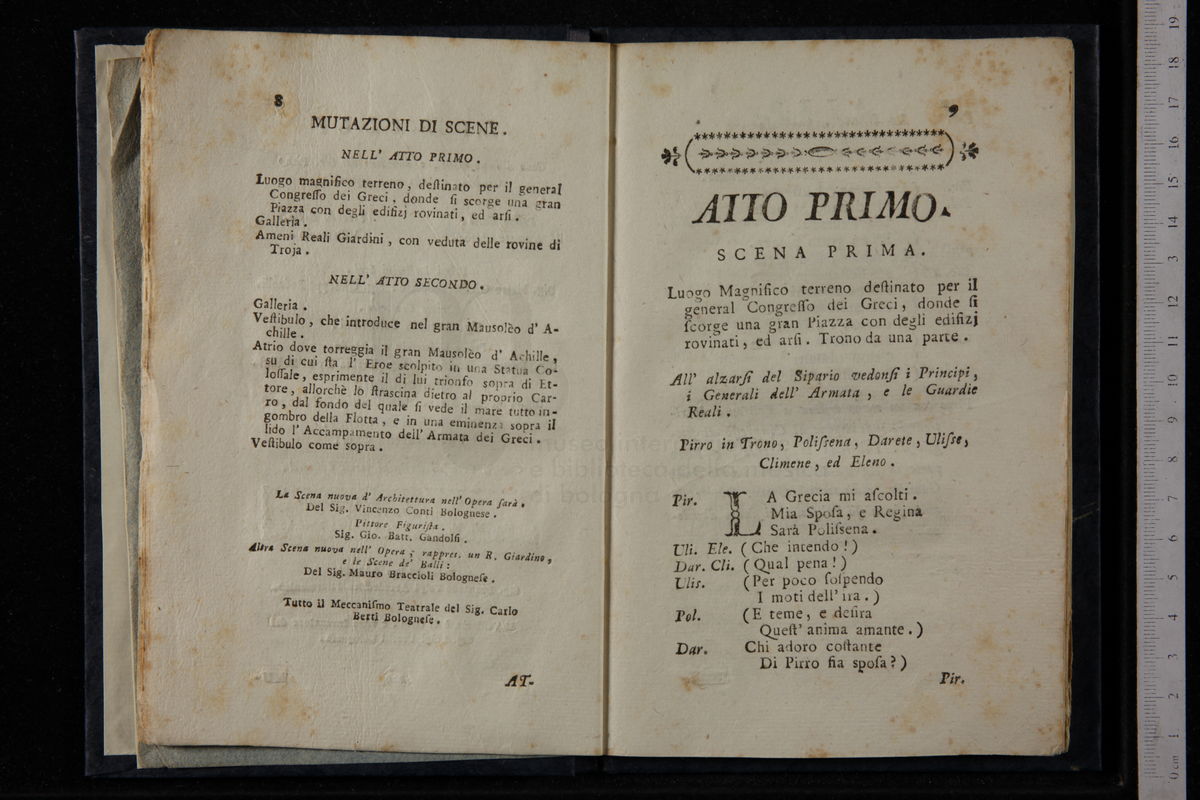 8
MUTAZIONI DI SCENE.
NELL' ATTO PRIMO.
Luogo magnifico terreno, deſtinato per il general
Congreſſo dei Greci, donde ſi scorge una gran
Piazza con degli edifizj rovinati, ed arſi.
Galleria.
Ameni Reali Giardini, con veduta delle rovine di
Troja.
NELL' ATTO SECONDO.
Galleria.
Veſtibulo, che introduce nel gran Mausolèo d' A-
chille.
Atrio dove torreggia il gran Mausolèo d' Achille,
su di cui ſta l' Eroe scolpito in una Statua Co-
loſſale, esprimente il di lui trionfo sopra di Et-
tore, allorchè lo ſtrascina dietro al proprio Car-
ro, dal fondo del quale ſi vede il mare tutto in-
gombro della Flotta, e in una eminenza sopra il
lido l' Accampamento dell' Armata dei Greci.
Veſtibulo come sopra.
La Scena nuova d' Architettura nell' Opera ſarà,
Del Sig. Vincenzo Conti Bolognese.
Pittore Figuriſta.
Sig. Gio. Batt. Gandolfi.
Altra Scena nuova nell' Opera, rappres. un R. Giardino,
e le Scene de' Balli:
Del Sig. Mauro Braccioli Bologneſe.
Tutto il Meccaniſmo Teatrale del Sig. Carlo
Berti Bologneſe.
AT-
9
ATTO PRIMO.
SCENA PRIMA.
Luogo Magnifico terreno deſtinato per il
general Congreſſo dei Greci, donde ſi
ſcorge una gran Piazza con degli edifizj
rovinati, ed arſi. Trono da una parte.
All' alzarſi del Sipario vedonſi i Principi,
i Generali dell' Armata, e le Guardie
Reali.
Pirro in Trono, Poliſsena, Darete, Uliſse,
Climene, ed Eleno.
Pir. LA Grecia mi aſcolti.
Mia Spoſa, e Regina
Sarà Poliſsena.
Uli. Ele. (Che intendo!)
Dar. Cli. (Qual pena!)
Ulis. (Per poco ſoſpendo
I moti dell' ira.)
Pol. (E teme, e deſira
Queſt' anima amante.)
Dar. Chi adoro coſtante
Di Pirro ſia spoſa?)
Pir.